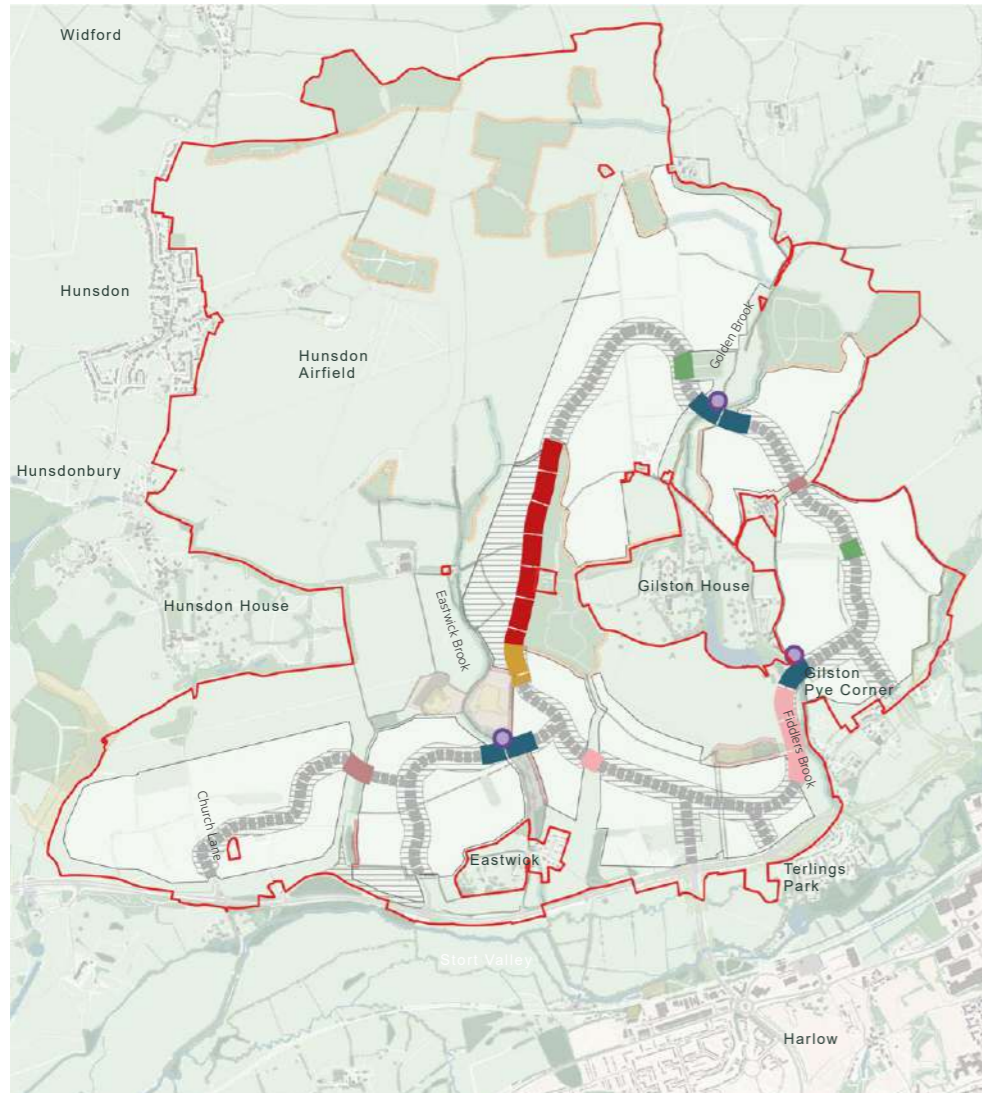 Widford
Hunsdon
Hunsdon
Airfield
Golden Brook
Hunsdonbury
Hunsdon House
Eastwick Brook
Gilston House
Gilston
Pye Corner
Fiddlers Brook
Church Lane
Eastwick
Terlings
Park
Stort Valley
Harlow